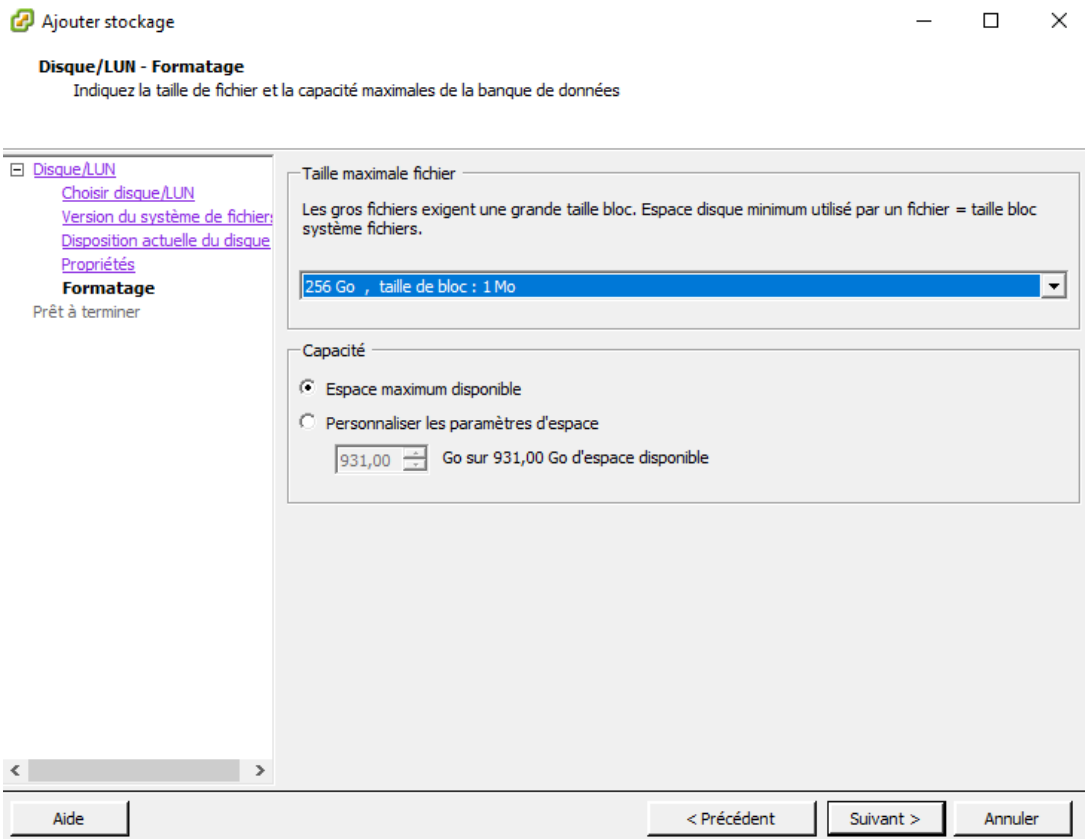 Ajouter stockage
Disque/LUN - Formatage
Indiquez la taille de fichier et la capacité maximales de la banque de données
Disque/LUN
Choisir disque/LUN
Version du système de fichiers
Disposition actuelle du disque
Propriétés
Formatage
Prêt à terminer
Taille maximale fichier
Les gros fichiers exigent une grande taille bloc. Espace disque minimum utilisé par un fichier = taille bloc
système fichiers.
256 Go , taille de bloc : 1 Mo
Capacité
Espace maximum disponible
Personnaliser les paramètres d'espace
931,00 Go sur 931,00 Go d'espace disponible
Aide
< Précédent
Suivant >
Annuler